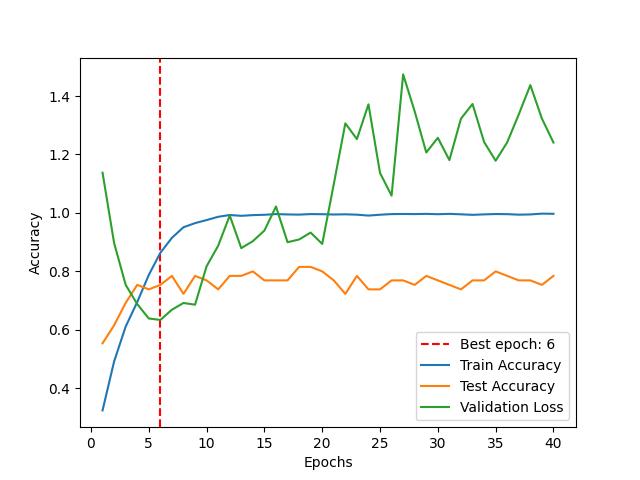 1.4
1.2
1.0
0.8
0.6
0.4
Accuracy
0 5 10 15 20 25 30 35 40
Epochs
Best epoch: 6
Train Accuracy
Test Accuracy
Validation Loss